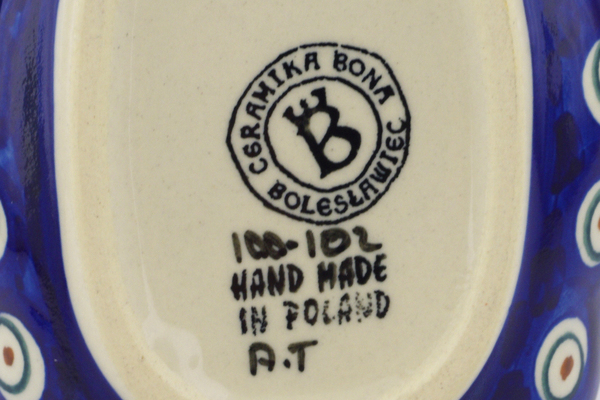 CERAMIKA BONA
B
BOLESŁAWIEC
100-102
HAND MADE
IN POLAND
A.T